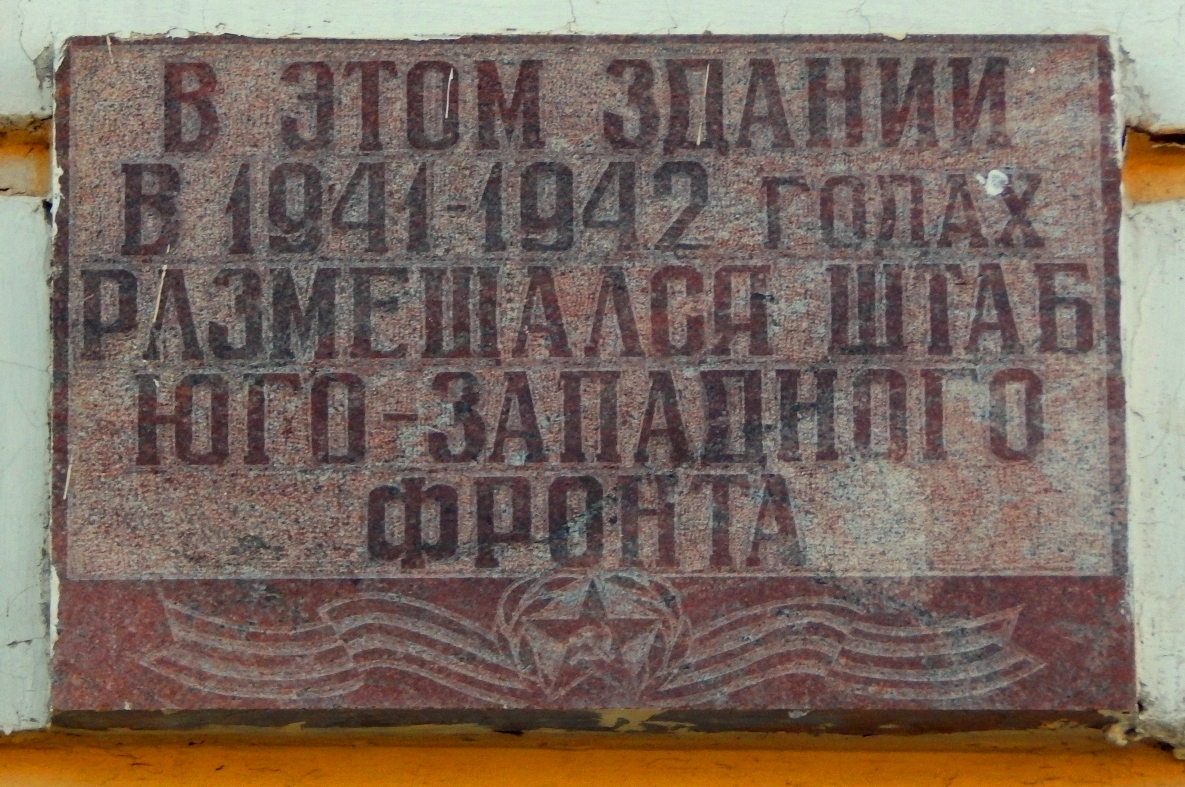 В ЭТОМ ЗДАНИИ
В 1941-1942 ГОДАХ
РАЗМЕЩАЛСЯ ШТАБ
ЮГО-ЗАПАДНОГО
ФРОНТА